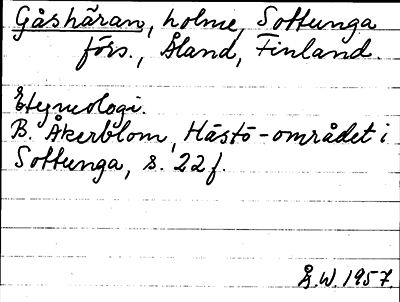 Gåshäran, holme, Sottunga
förs., Åland, Finland.
Etymologi.
B. Åkerblom, Hästö-området i
Sottunga, s. 22 f.
Å.W. 1957.